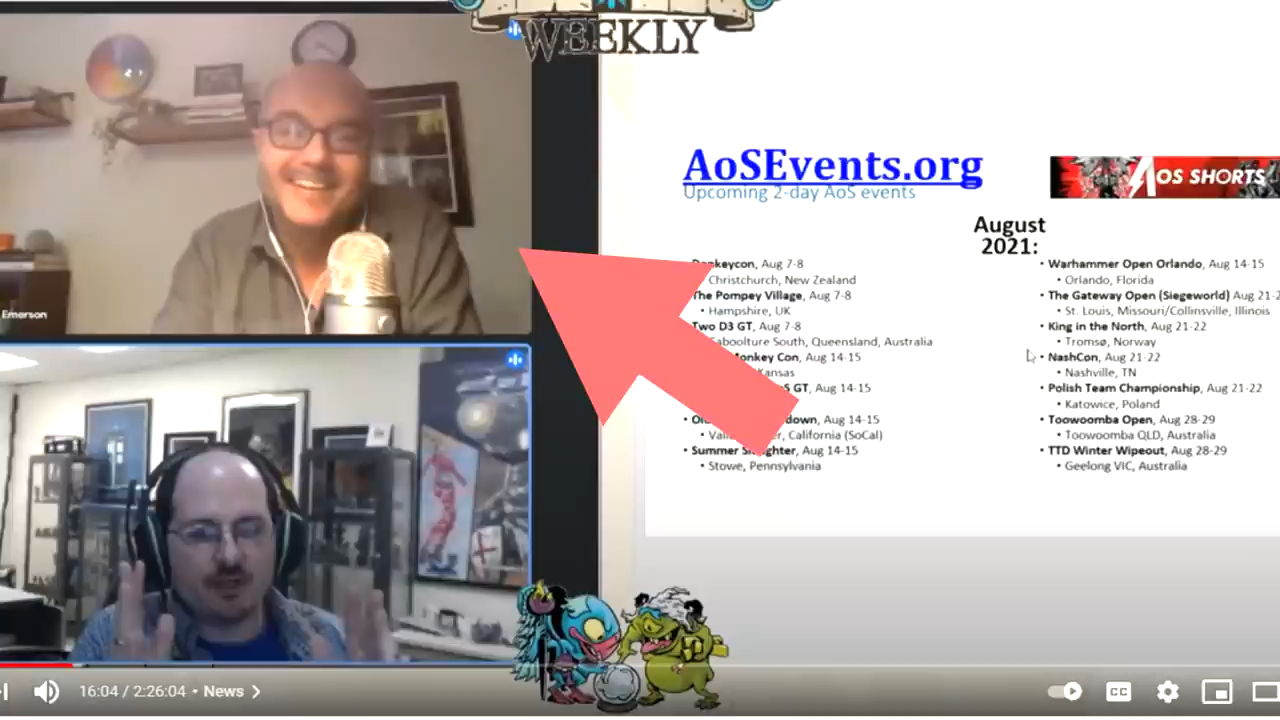 WEEKLY
AoSEvents.org
Upcoming 2-day AoS events
AOS SHORTS
August
2021:
Aug 7-8
Christchurch, New Zealand
The Pompey Village, Aug 7-8
Hampshire, UK
Two D3 GT, Aug 7-8
Caboolture South, Queensland, Australia
Monkey Con, Aug 14-15
Kansas
GT, Aug 14-15
Aug 14-15
California (SoCal)
Summer Slaughter, Aug 14-15
Stowe, Pennsylvania
• Warhammer Open Orlando, Aug 14-15
• Orlando, Florida
• The Gateway Open (Siegeworld) Aug 21-2
• St. Louis, Missouri/Collinsville, Illinois
• King in the North, Aug 21-22
• Tromsø, Norway
• NashCon, Aug 21-22
• Nashville, TN
• Polish Team Championship, Aug 21-22
• Katowice, Poland
• Toowoomba Open, Aug 28-29
• Toowoomba QLD, Australia
• TTD Winter Wipeout, Aug 28-29
• Geelong VIC, Australia
Emerson
16:04 / 2:26:04 • News
CC